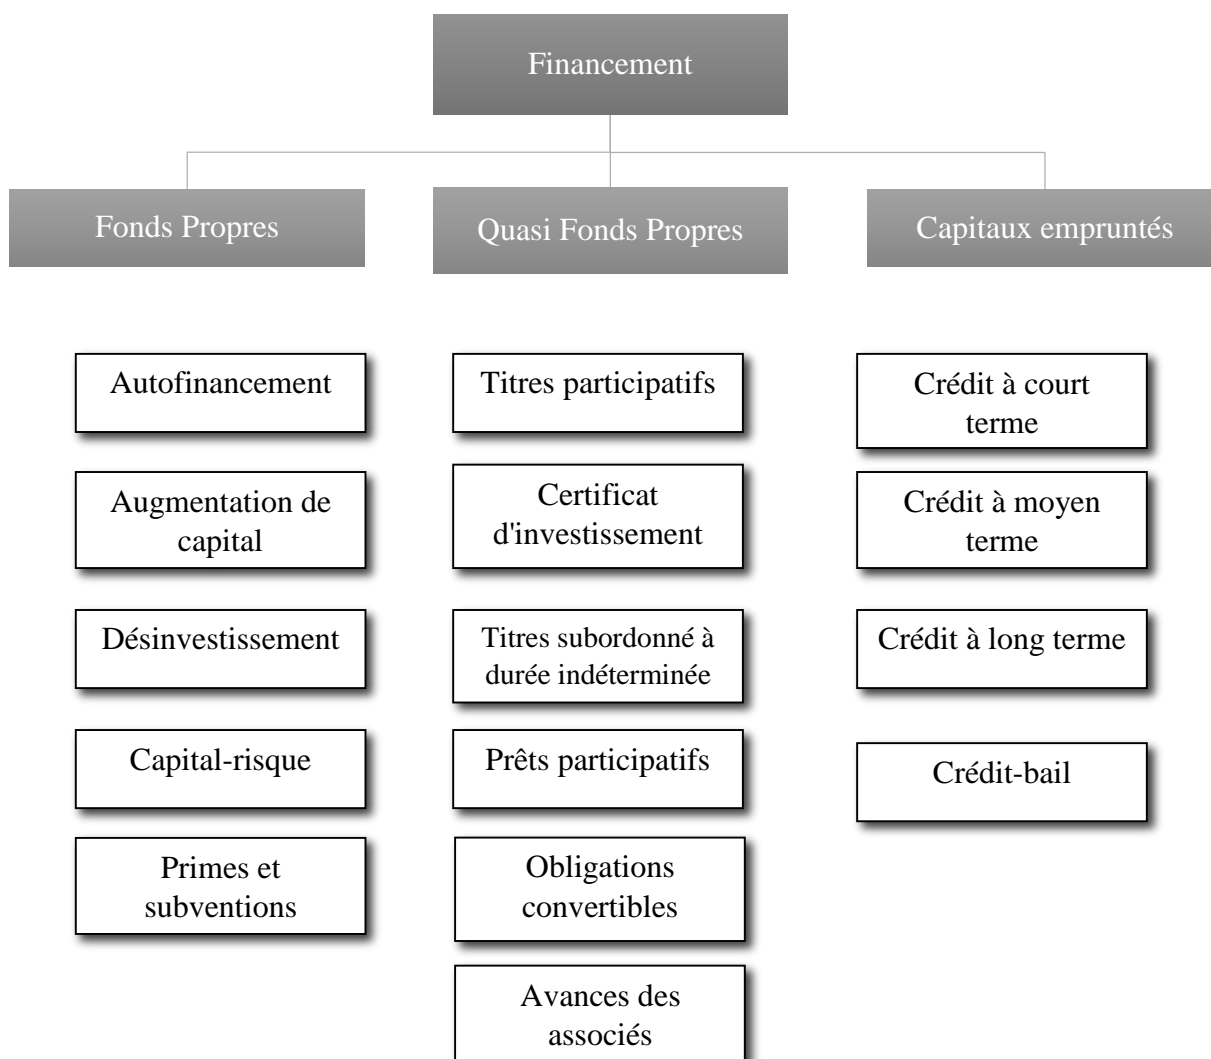 Financement
Fonds Propres
Quasi Fonds Propres
Capitaux empruntés
Autofinancement
Augmentation de
capital
Désinvestissement
Capital-risque
Primes et
subventions
Titres participatifs
Certificat
d'investissement
Titres subordonné à
durée indéterminée
Prêts participatifs
Obligations
convertibles
Avances des
associés
Crédit à court
terme
Crédit à moyen
terme
Crédit à long terme
Crédit-bail